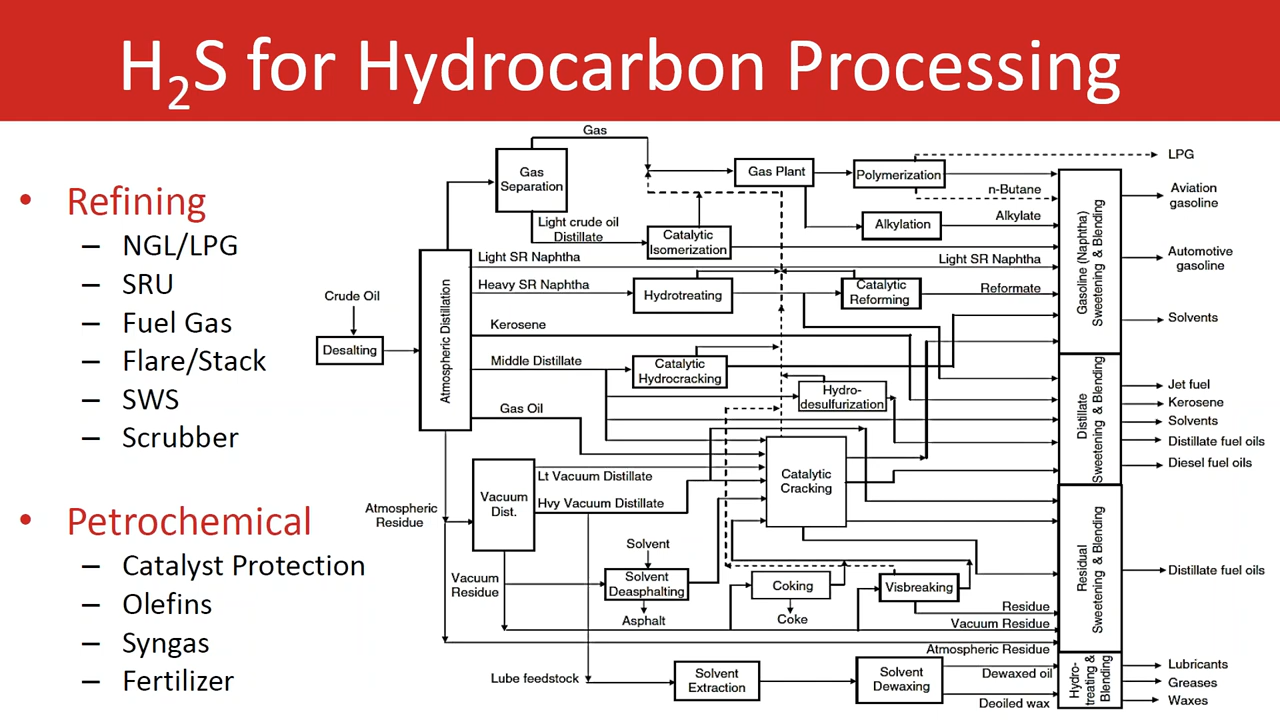 H₂S for Hydrocarbon Processing
• Refining
– NGL/LPG
– SRU
– Fuel Gas
– Flare/Stack
– SWS
– Scrubber
• Petrochemical
– Catalyst Protection
– Olefins
– Syngas
– Fertilizer
Crude Oil
Desalting
Atmospheric Distillation
Gas
Gas
Separation
Light crude oil
Distillate
Catalytic
Isomerization
Gas Plant
Polymerization
LPG
n-Butane
Alkylation
Alkylate
Light SR Naphtha
Light SR Naphtha
Heavy SR Naphtha
Hydrotreating
Catalytic
Reforming
Reformate
Kerosene
Middle Distillate
Catalytic
Hydrocracking
Hydro-
desulfurization
Gas Oil
Catalytic
Cracking
Vacuum
Dist.
Lt Vacuum Distillate
Hvy Vacuum Distillate
Atmospheric
Residue
Vacuum
Residue
Solvent
Solvent
Deasphalting
Asphalt
Coking
Coke
Visbreaking
Residue
Vacuum Residue
Atmospheric Residue
Lube feedstock
Solvent
Extraction
Solvent
Dewaxing
Dewaxed oil
Deoiled wax
Gasoline (Naphtha)
Sweetening & Blending
Distillate
Sweetening & Blending
Residual
Sweetening & Blending
Hydro-
treating &
Blending
Aviation
gasoline
Automotive
gasoline
Solvents
Jet fuel
Kerosene
Solvents
Distillate fuel oils
Diesel fuel oils
Distillate fuel oils
Lubricants
Greases
Waxes